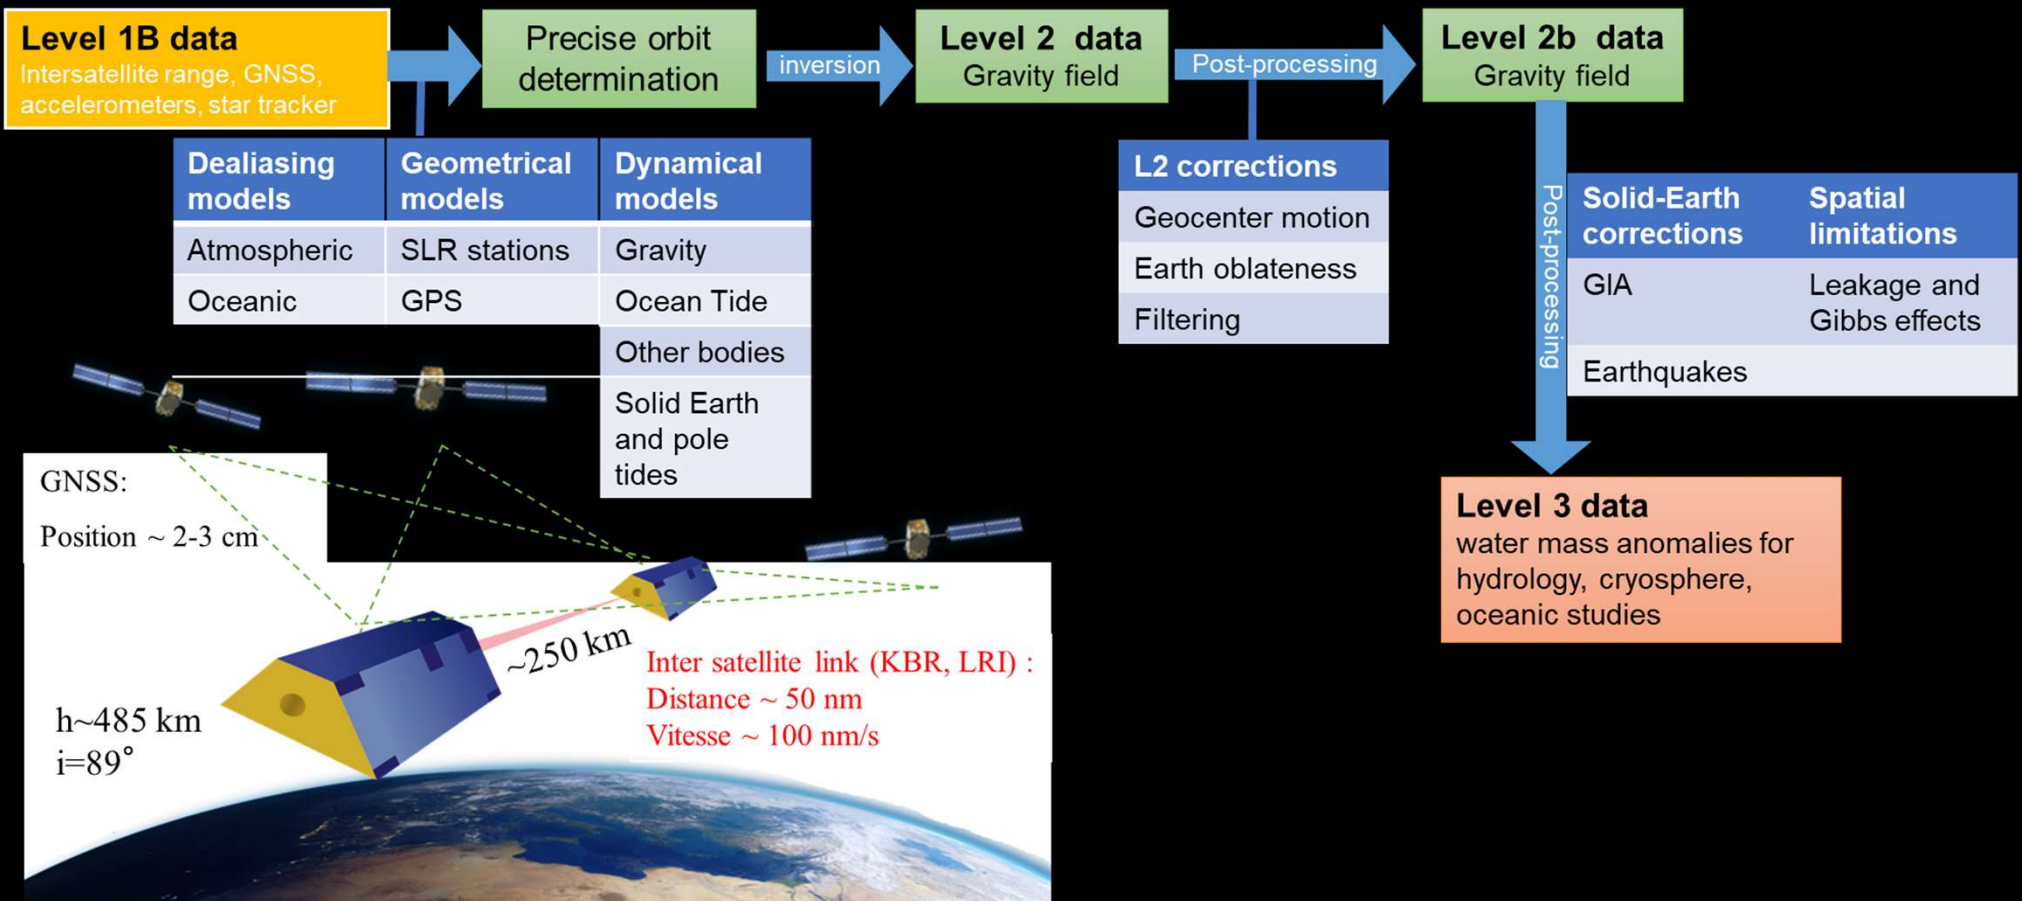 Level 1B data
Intersatellite range, GNSS,
accelerometers, star tracker
Precise orbit
determination
inversion
Level 2 data
Gravity field
Post-processing
Level 2b data
Gravity field
Dealiasing
models
Geometrical
models
Dynamical
models
Atmospheric
SLR stations
Gravity
Oceanic
GPS
Ocean Tide
Other bodies
Solid Earth
and pole
tides
L2 corrections
Geocenter motion
Earth oblateness
Filtering
Post-processing
Solid-Earth
corrections
Spatial
limitations
GIA
Leakage and
Gibbs effects
Earthquakes
Level 3 data
water mass anomalies for
hydrology, cryosphere,
oceanic studies
GNSS:
Position ~ 2-3 cm
~250 km
Inter satellite link (KBR, LRI) :
Distance ~ 50 nm
Vitesse ~ 100 nm/s
h~485 km
i=89°